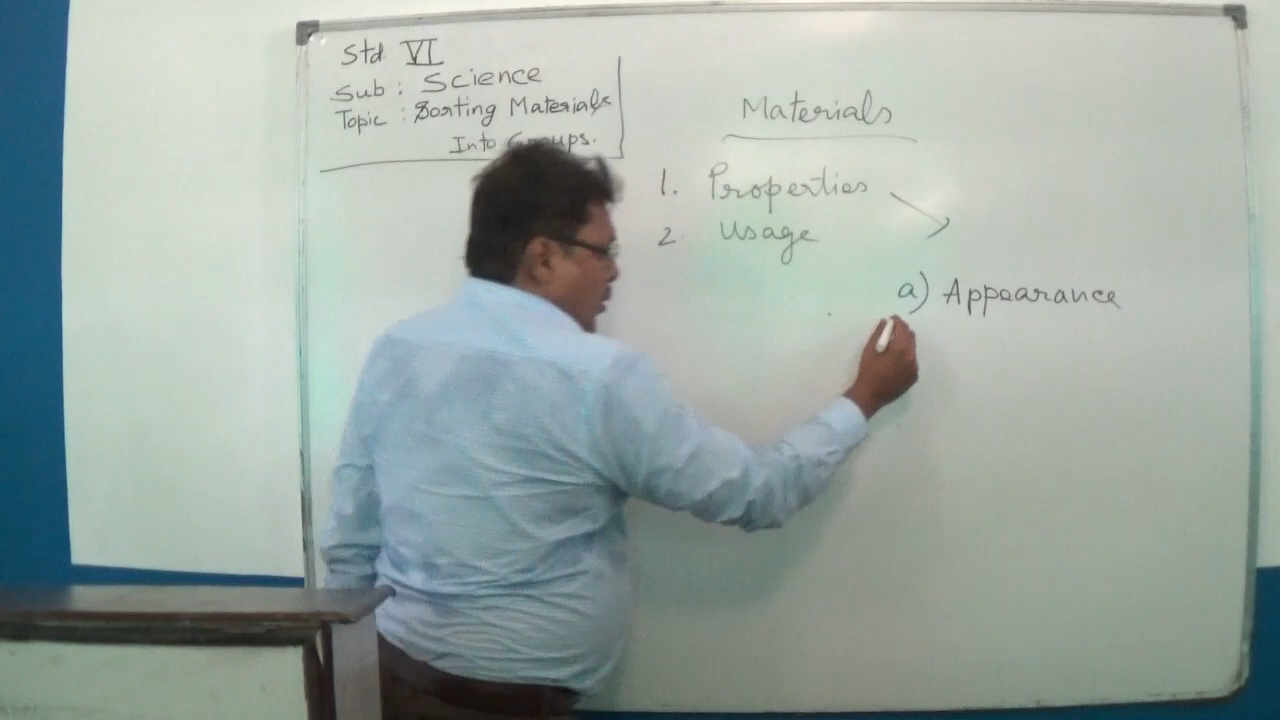 Std VI
Sub : Science
Topic : Sorting Materials
Into Groups.
Materials
1. Properties
2. Usage
a) Appearance